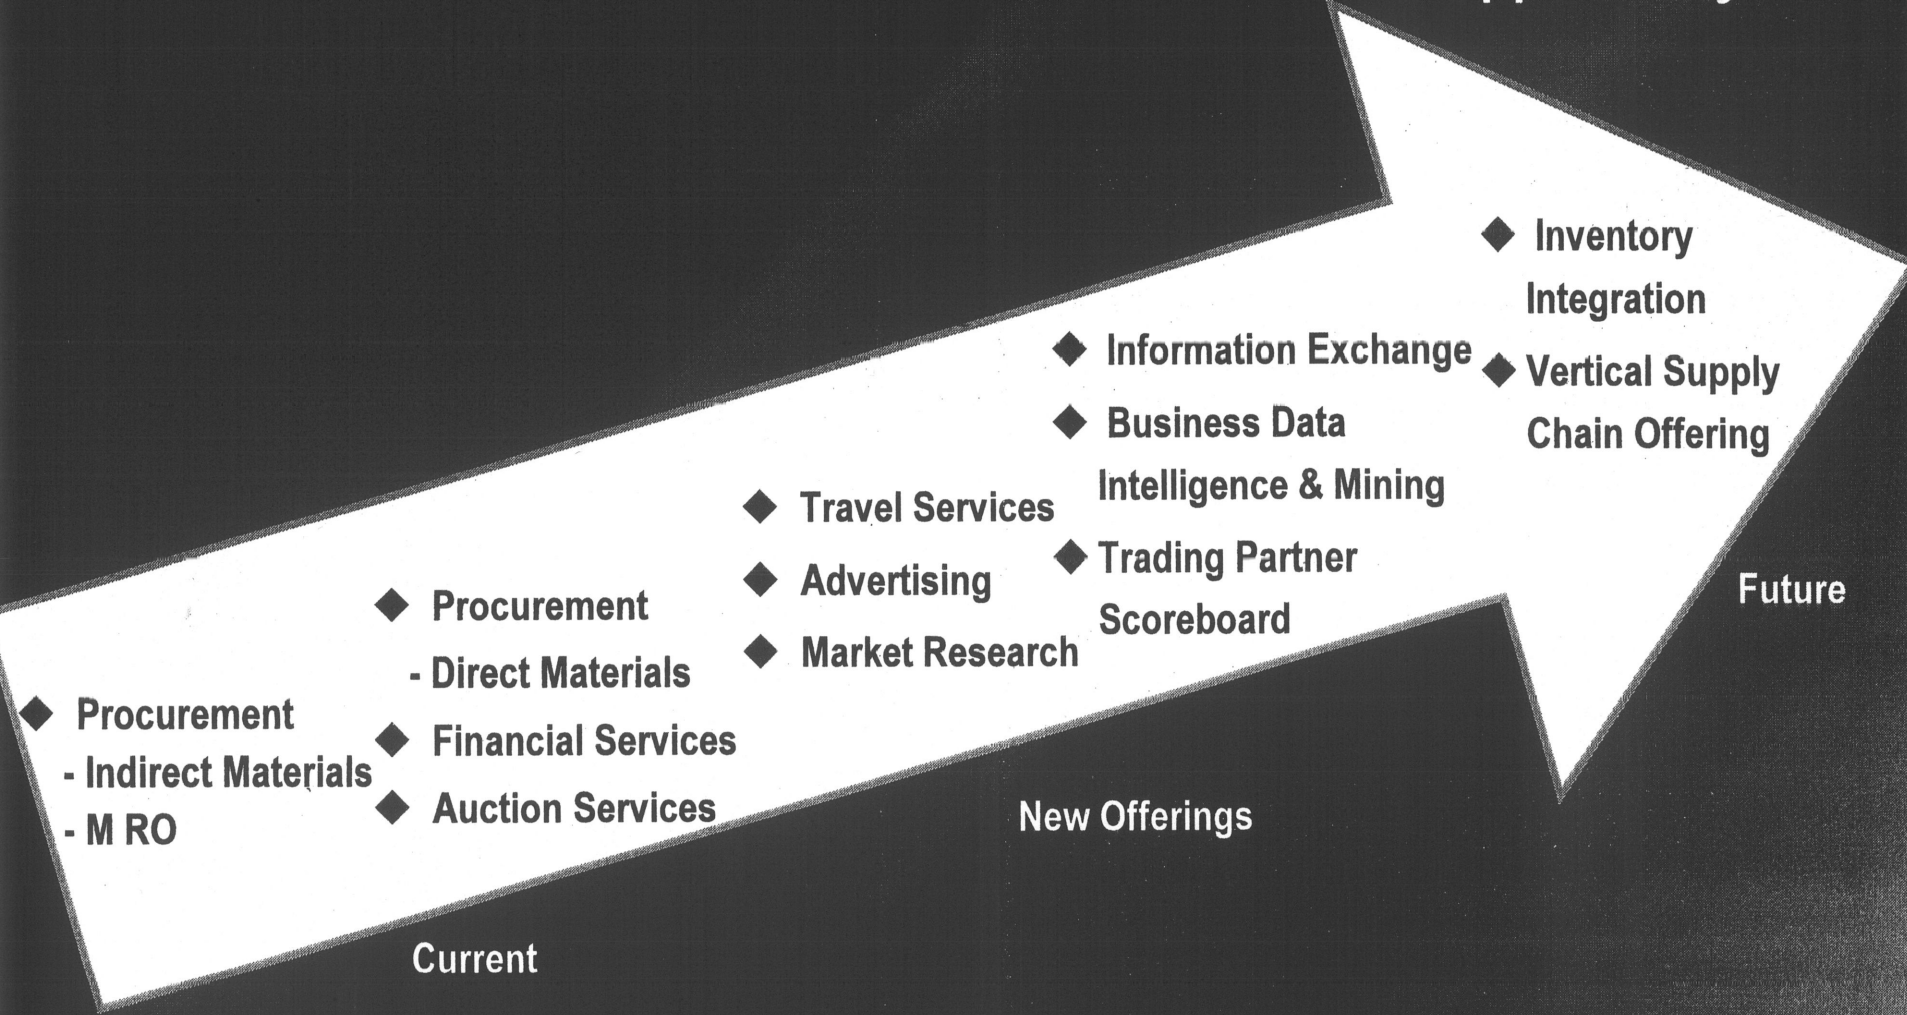 ◆ Inventory
Integration
◆ Vertical Supply
Chain Offering
◆ Information Exchange
◆ Business Data
Intelligence & Mining
◆ Trading Partner
Scoreboard
◆ Travel Services
◆ Advertising
◆ Market Research
◆ Procurement
- Direct Materials
◆ Financial Services
◆ Auction Services
◆ Procurement
- Indirect Materials
- M RO
Future
New Offerings
Current